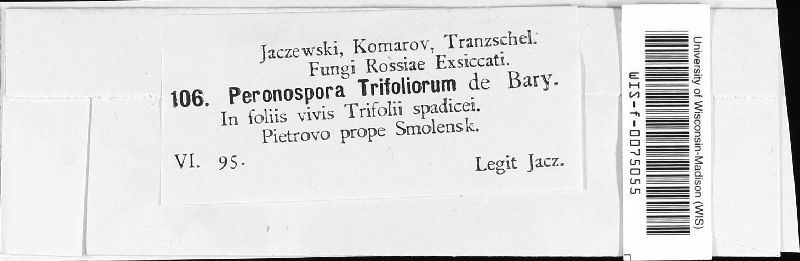 Jaczewski, Komarov, Tranzschel.
Fungi Rossiae Exsiccati.
106. Peronospora Trifoliorum de Bary.
In foliis vivis Trifolii spadicei.
Pietrovo prope Smolensk.
VI. 95. Legit Jacz.
University of Wisconsin-Madison (WIS)
WIS-f-0075055